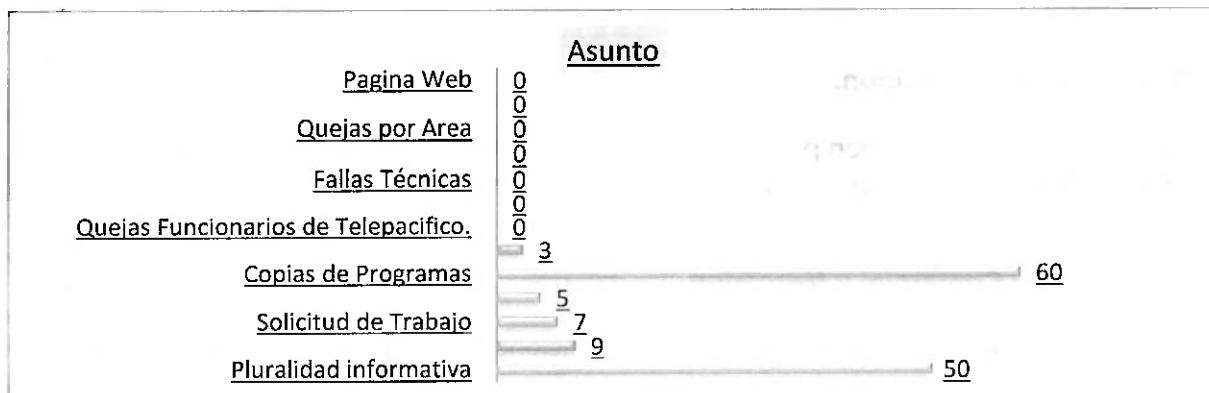 Asunto
Pagina Web 0
0
Quejas por Area 0
0
Fallas Técnicas 0
0
Quejas Funcionarios de Telepacifico. 0
3
Copias de Programas 60
5
Solicitud de Trabajo 7
9
Pluralidad informativa 50